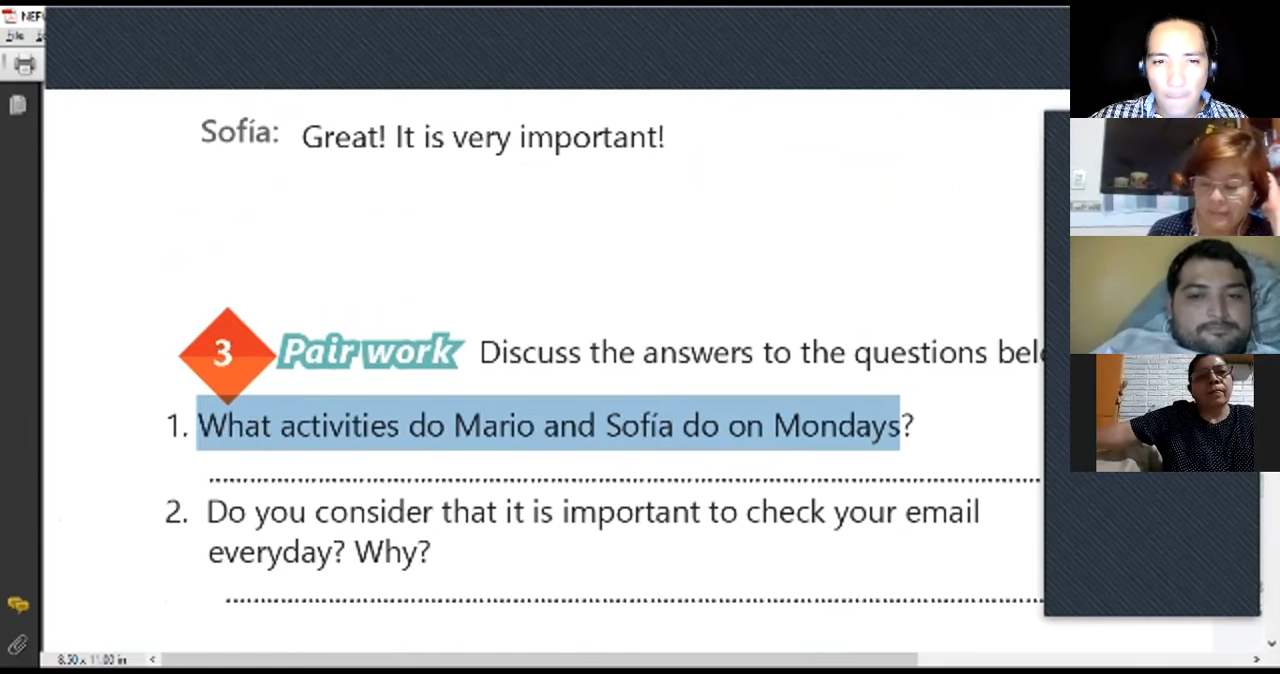 NEF
File
Sofía: Great! It is very important!
3 Pair work Discuss the answers to the questions
1. What activities do Mario and Sofía do on Mondays?
2. Do you consider that it is important to check your email
everyday? Why?
8.50 x 11.00 in